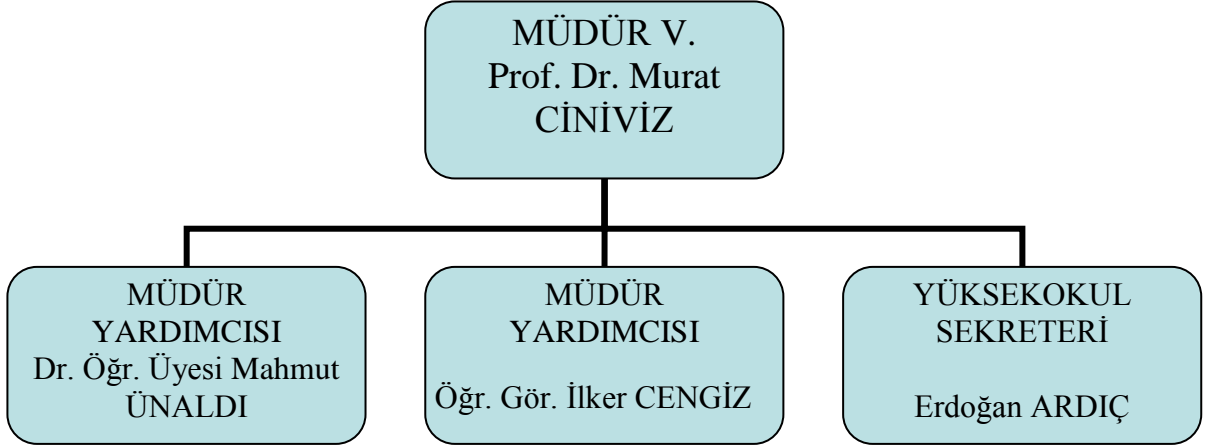 MÜDÜR V.
Prof. Dr. Murat
CİNİVİZ
MÜDÜR
YARDIMCISI
Dr. Öğr. Üyesi Mahmut
ÜNALDI
MÜDÜR
YARDIMCISI
Öğr. Gör. İlker CENGİZ
YÜKSEKOKUL
SEKRETERİ
Erdoğan ARDIÇ